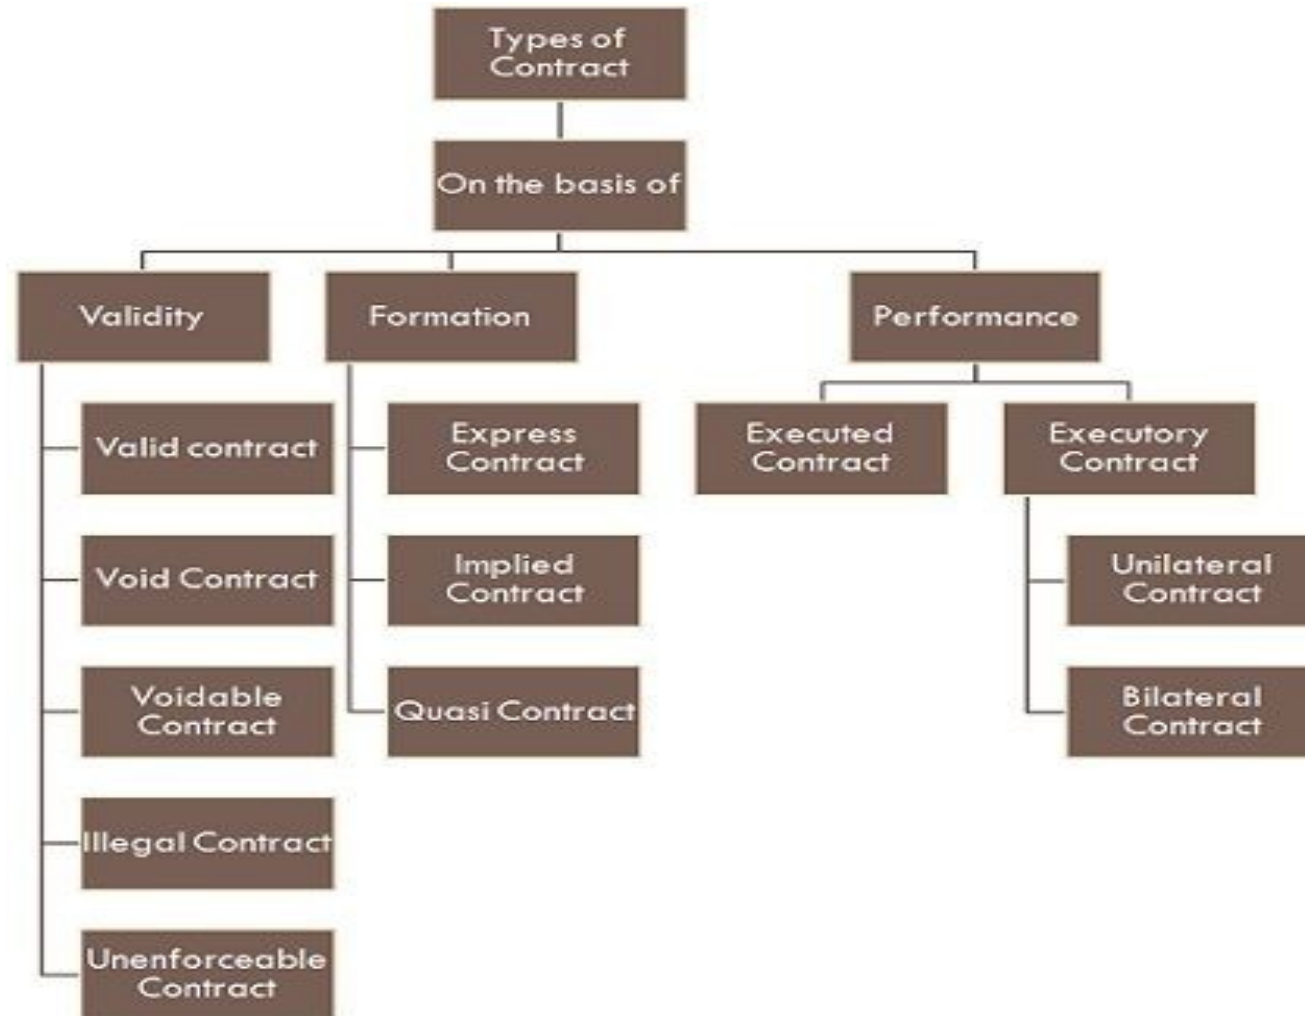 Types of
Contract
On the basis of
Validity
Formation
Performance
Valid contract
Express
Contract
Executed
Contract
Executory
Contract
Void Contract
Implied
Contract
Unilateral
Contract
Voidable
Contract
Quasi Contract
Bilateral
Contract
Illegal Contract
Unenforceable
Contract